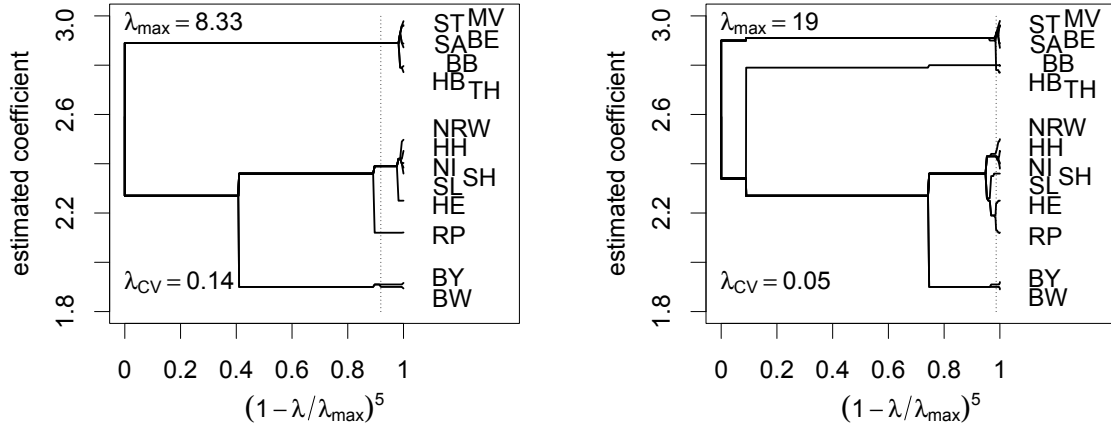 estimated coefficient
1.8 2.2 2.6 3.0
λmax = 8.33
ST MV
SA BE
BB
HB TH
NRW
HH
NI SH
SL
HE
RP
BY
BW
λCV = 0.14
0 0.2 0.4 0.6 0.8 1
(1 − λ/λmax)^5
estimated coefficient
1.8 2.2 2.6 3.0
λmax = 19
ST MV
SA BE
BB
HB TH
NRW
HH
NI SH
SL
HE
RP
BY
BW
λCV = 0.05
0 0.2 0.4 0.6 0.8 1
(1 − λ/λmax)^5